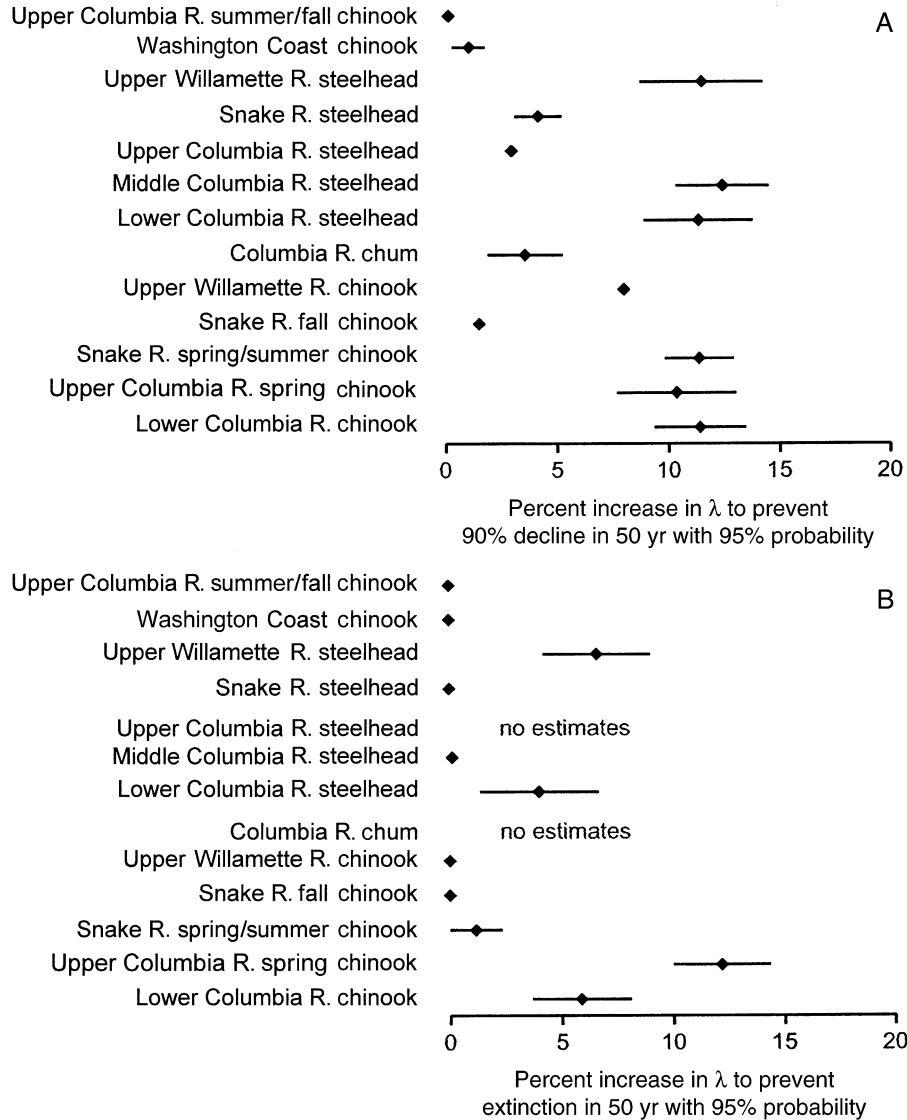 A
Upper Columbia R. summer/fall chinook
Washington Coast chinook
Upper Willamette R. steelhead
Snake R. steelhead
Upper Columbia R. steelhead
Middle Columbia R. steelhead
Lower Columbia R. steelhead
Columbia R. chum
Upper Willamette R. chinook
Snake R. fall chinook
Snake R. spring/summer chinook
Upper Columbia R. spring chinook
Lower Columbia R. chinook
0 5 10 15 20
Percent increase in λ to prevent
90% decline in 50 yr with 95% probability
B
Upper Columbia R. summer/fall chinook
Washington Coast chinook
Upper Willamette R. steelhead
Snake R. steelhead
Upper Columbia R. steelhead no estimates
Middle Columbia R. steelhead
Lower Columbia R. steelhead
Columbia R. chum no estimates
Upper Willamette R. chinook
Snake R. fall chinook
Snake R. spring/summer chinook
Upper Columbia R. spring chinook
Lower Columbia R. chinook
0 5 10 15 20
Percent increase in λ to prevent
extinction in 50 yr with 95% probability